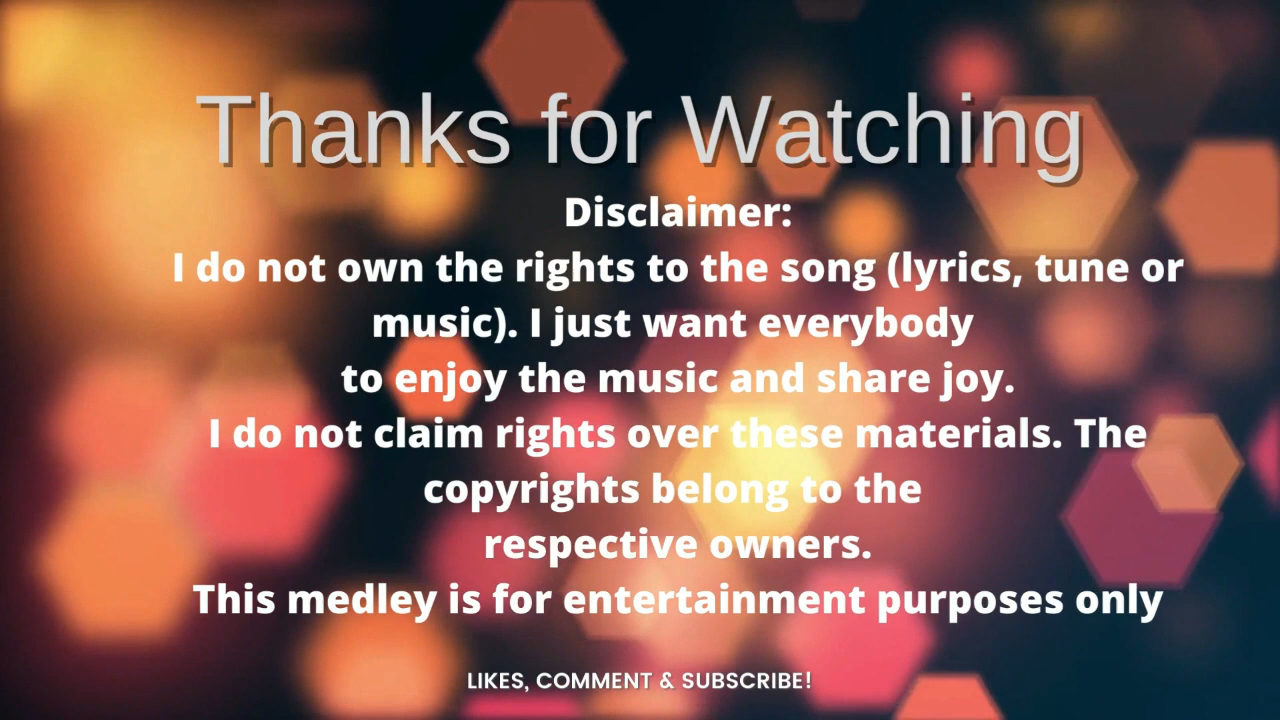 Thanks for Watching
Disclaimer:
I do not own the rights to the song (lyrics, tune or
music). I just want everybody
to enjoy the music and share joy.
I do not claim rights over these materials. The
copyrights belong to the
respective owners.
This medley is for entertainment purposes only
LIKES, COMMENT & SUBSCRIBE!